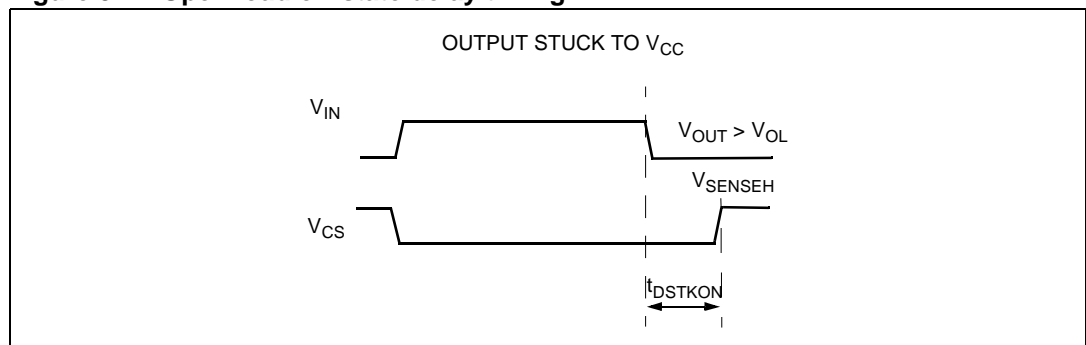 OUTPUT STUCK TO VCC
VIN
VOUT > VOL
VSENSEH
VCS
tDSTKON